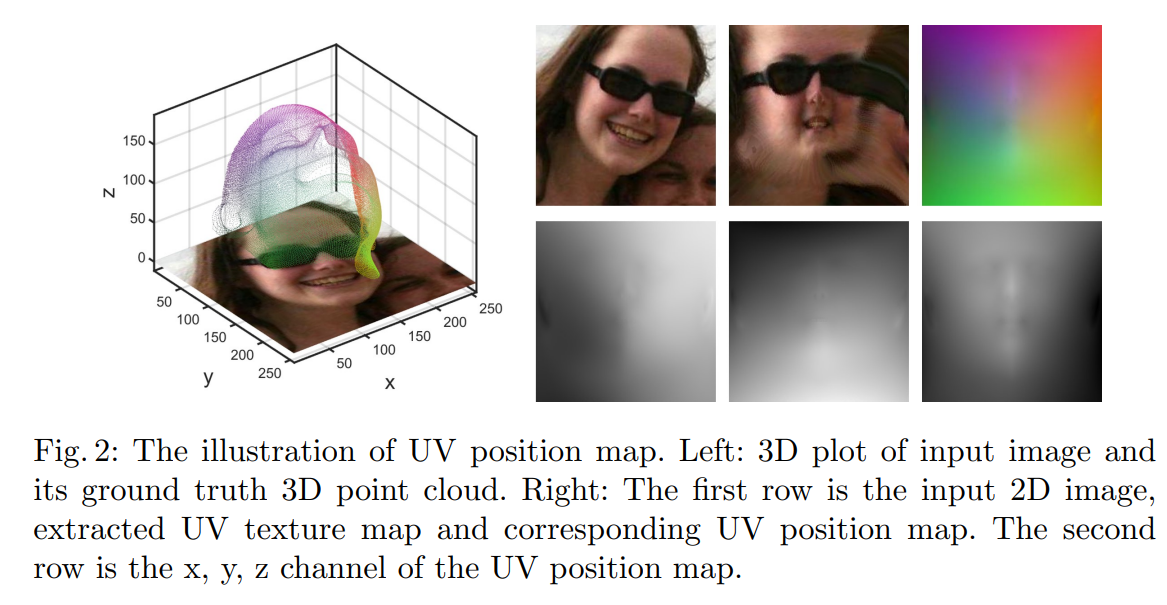 150
100
50
0
z
50
100
150
200
250
y
50
100
150
200
250
x
Fig. 2: The illustration of UV position map. Left: 3D plot of input image and
its ground truth 3D point cloud. Right: The first row is the input 2D image,
extracted UV texture map and corresponding UV position map. The second
row is the x, y, z channel of the UV position map.